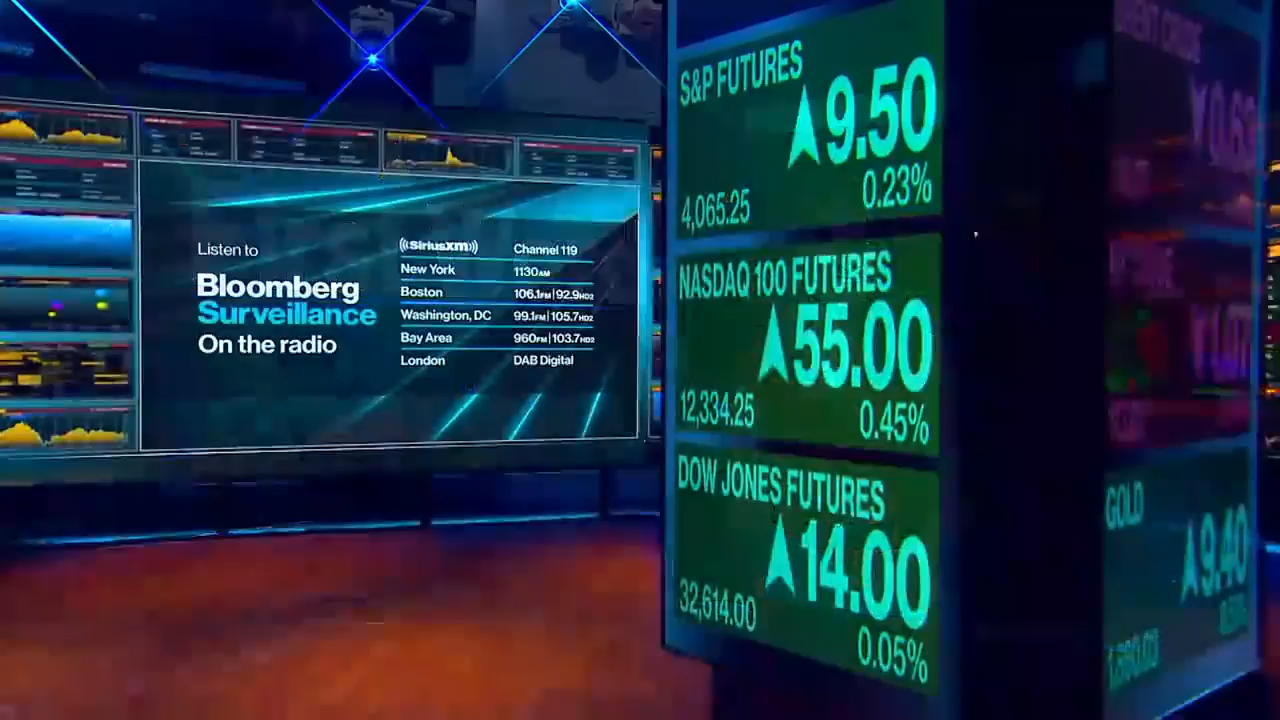 Listen to
Bloomberg
Surveillance
On the radio
((SiriusXM)) Channel 119
New York 1130AM
Boston 106.1FM|92.9HD2
Washington, DC 99.1FM|105.7HD2
Bay Area 960FM|103.7HD2
London DAB Digital
S&P FUTURES
9.50
4,065.25 0.23%
NASDAQ 100 FUTURES
55.00
12,334.25 0.45%
DOW JONES FUTURES
14.00
32,614.00 0.05%
GOLD
9.40